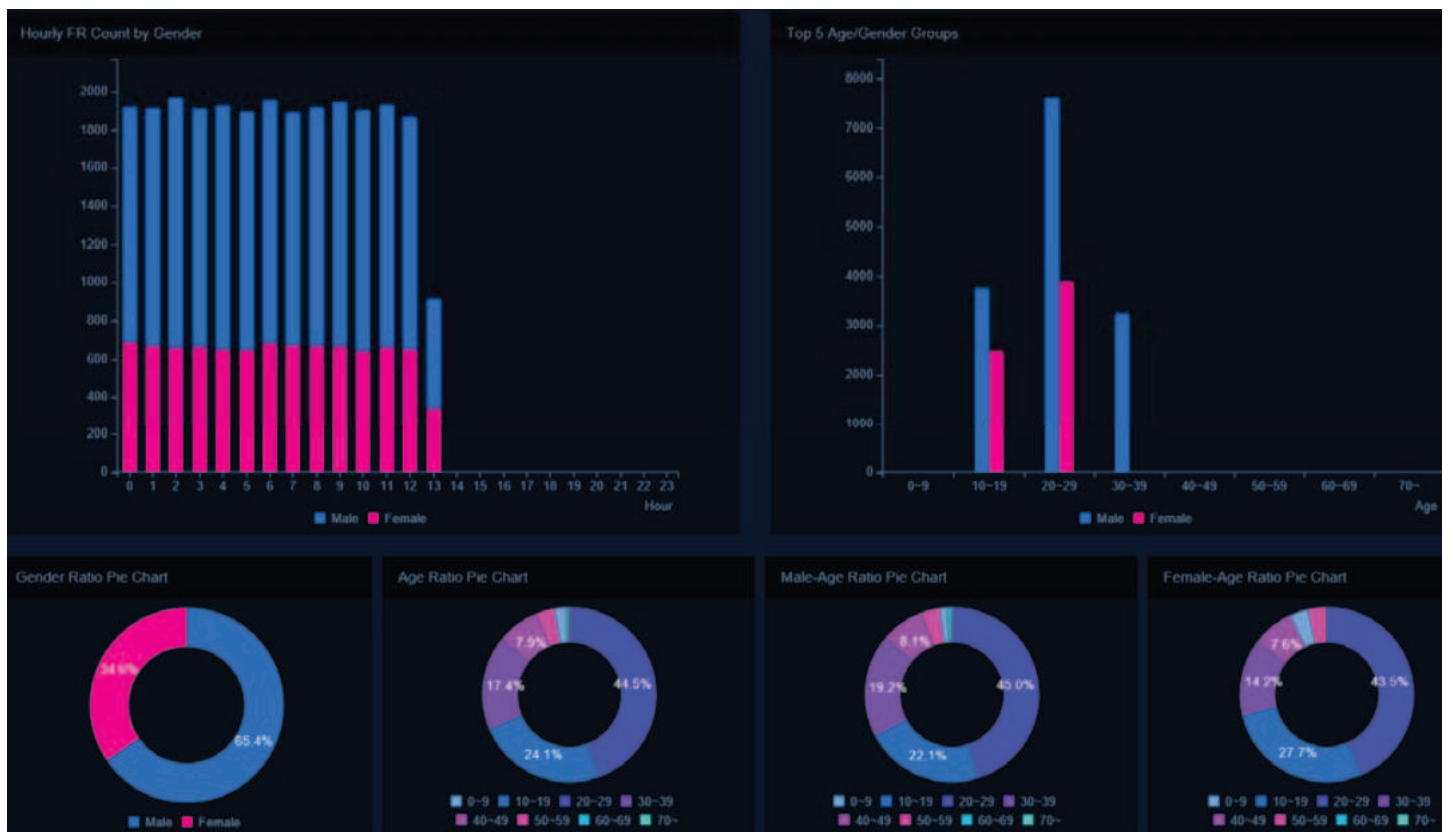 Hourly FR Count by Gender
2000
1800
1600
1400
1200
1000
800
600
400
200
0
0 1 2 3 4 5 6 7 8 9 10 11 12 13 14 15 16 17 18 19 20 21 22 23
Hour
Male Female
Top 5 Age/Gender Groups
8000
7000
6000
5000
4000
3000
2000
1000
0
0~9 10~19 20~29 30~39 40~49 50~59 60~69 70~
Age
Male Female
Gender Ratio Pie Chart
34.6%
65.4%
Male Female
Age Ratio Pie Chart
7.9%
17.4%
44.5%
24.1%
0~9 10~19 20~29 30~39
40~49 50~59 60~69 70~
Male-Age Ratio Pie Chart
8.1%
19.2%
45.0%
22.1%
0~9 10~19 20~29 30~39
40~49 50~59 60~69 70~
Female-Age Ratio Pie Chart
7.6%
14.2%
43.5%
27.7%
0~9 10~19 20~29 30~39
40~49 50~59 60~69 70~